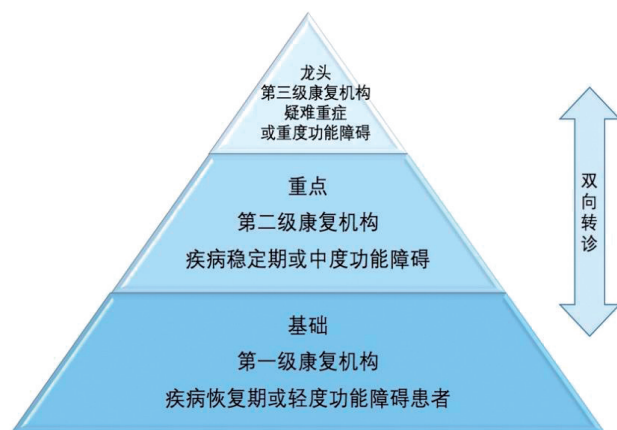 龙头
第三级康复机构
疑难重症
或重度功能障碍
重点
第二级康复机构
疾病稳定期或中度功能障碍
基础
第一级康复机构
疾病恢复期或轻度功能障碍患者
双向转诊